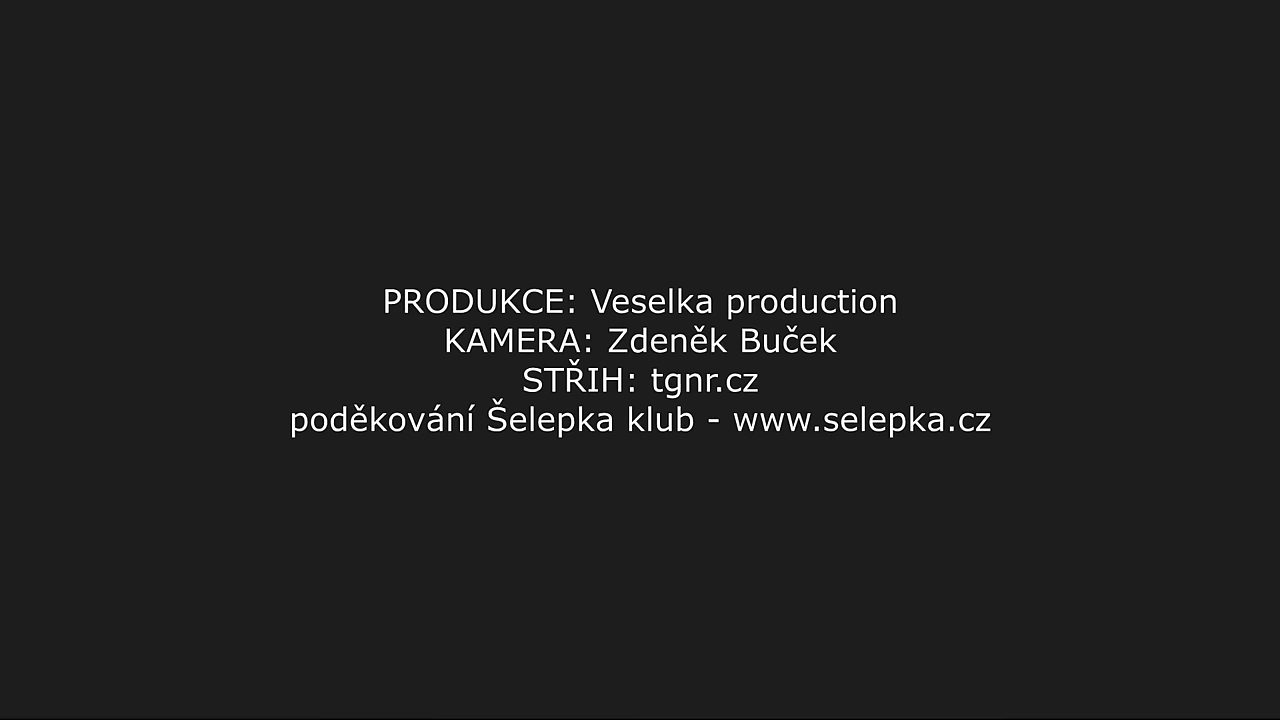 PRODUKCE: Veselka production
KAMERA: Zdeněk Buček
STŘIH: tgnr.cz
poděkování Šelepka klub - www.selepka.cz